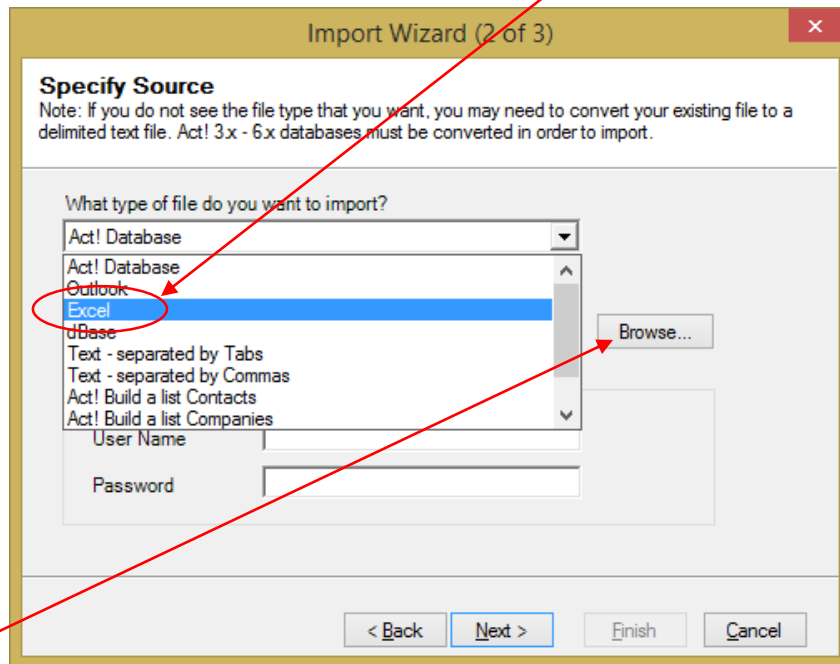 Import Wizard (2 of 3)
x
Specify Source
Note: If you do not see the file type that you want, you may need to convert your existing file to a
delimited text file. Act! 3.x - 6.x databases must be converted in order to import.
What type of file do you want to import?
Act! Database
Act! Database
Outlook
Excel
dBase
Text - separated by Tabs
Text - separated by Commas
Act! Build a list Contacts
Act! Build a list Companies
Browse...
User Name
Password
< Back Next > Finish Cancel